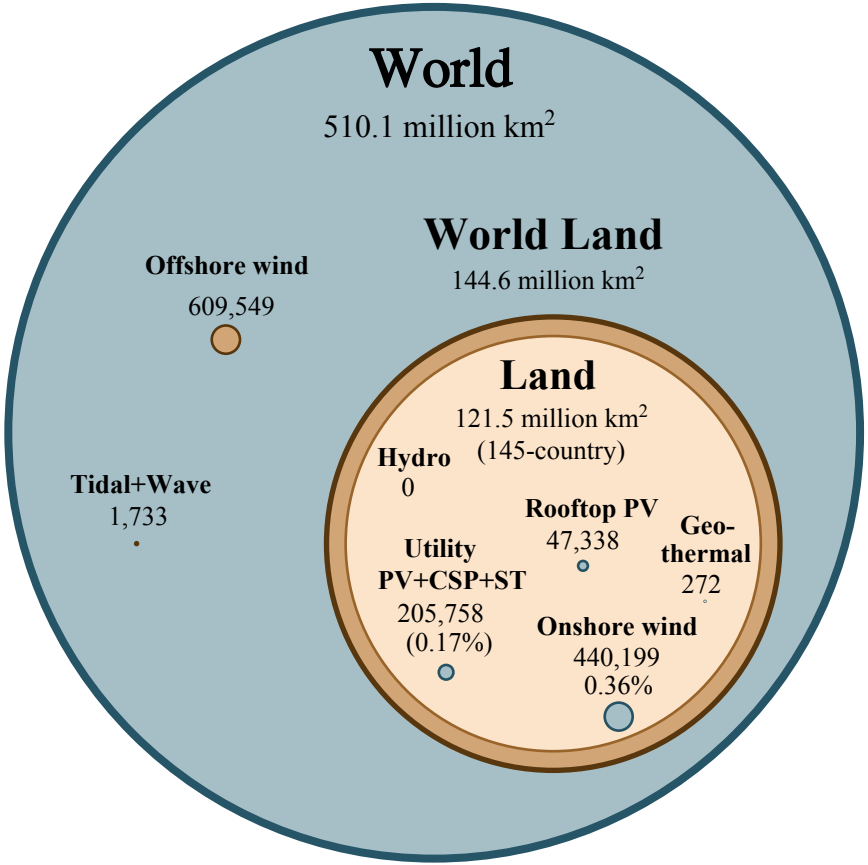 World
510.1 million km²
World Land
144.6 million km²
Offshore wind
609,549
Land
121.5 million km²
(145-country)
Hydro
0
Tidal+Wave
1,733
Rooftop PV
47,338
Geo-
thermal
272
Utility
PV+CSP+ST
205,758
(0.17%)
Onshore wind
440,199
0.36%